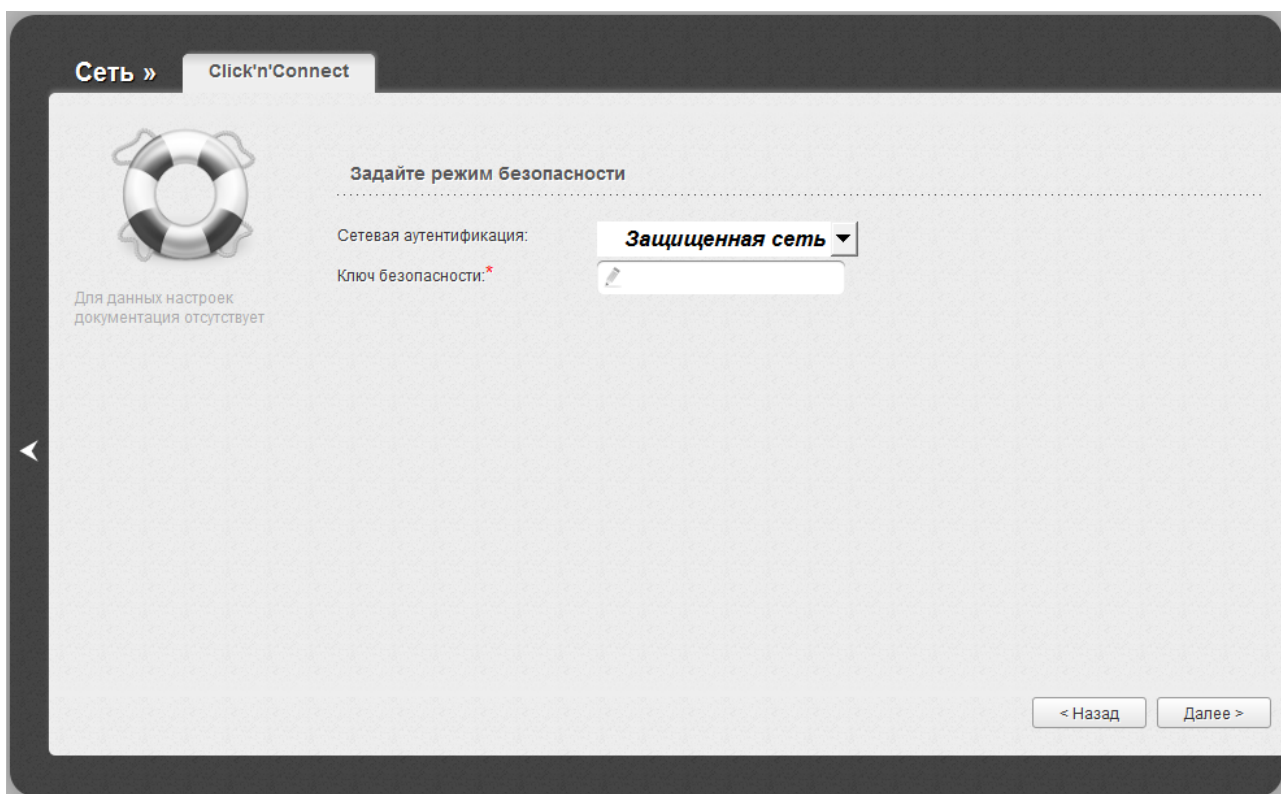 Сеть »
Click'n'Connect
Задайте режим безопасности
Сетевая аутентификация:
Защищенная сеть
Ключ безопасности:*
Для данных настроек
документация отсутствует
< Назад
Далее >